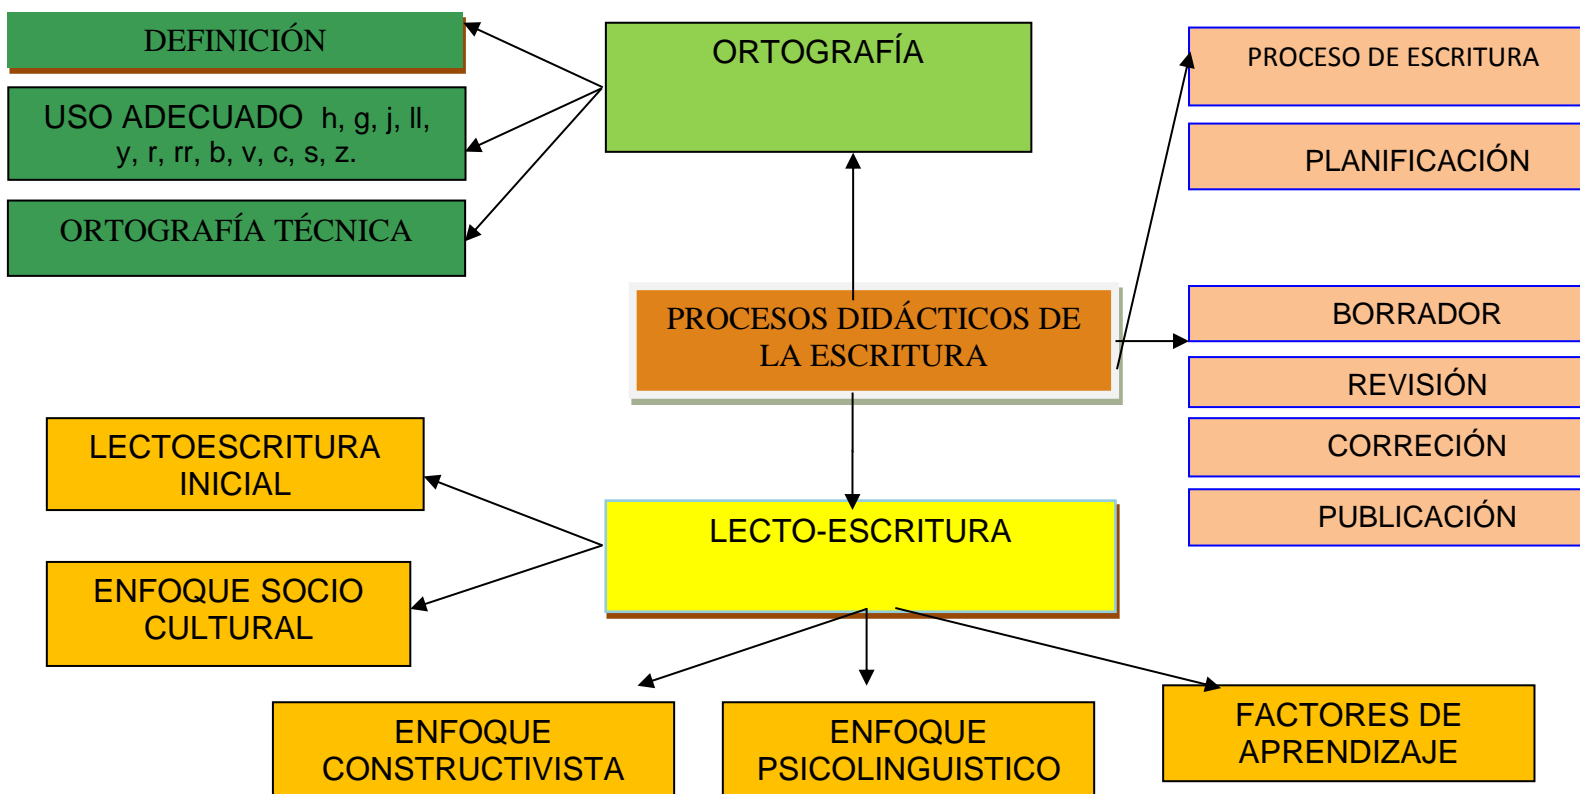 DEFINICIÓN
USO ADECUADO h, g, j, ll,
y, r, rr, b, v, c, s, z.
ORTOGRAFÍA TÉCNICA
ORTOGRAFÍA
PROCESO DE ESCRITURA
PLANIFICACIÓN
PROCESOS DIDÁCTICOS DE
LA ESCRITURA
BORRADOR
REVISIÓN
CORRECIÓN
PUBLICACIÓN
LECTOESCRITURA
INICIAL
ENFOQUE SOCIO
CULTURAL
LECTO-ESCRITURA
ENFOQUE
CONSTRUCTIVISTA
ENFOQUE
PSICOLINGUISTICO
FACTORES DE
APRENDIZAJE